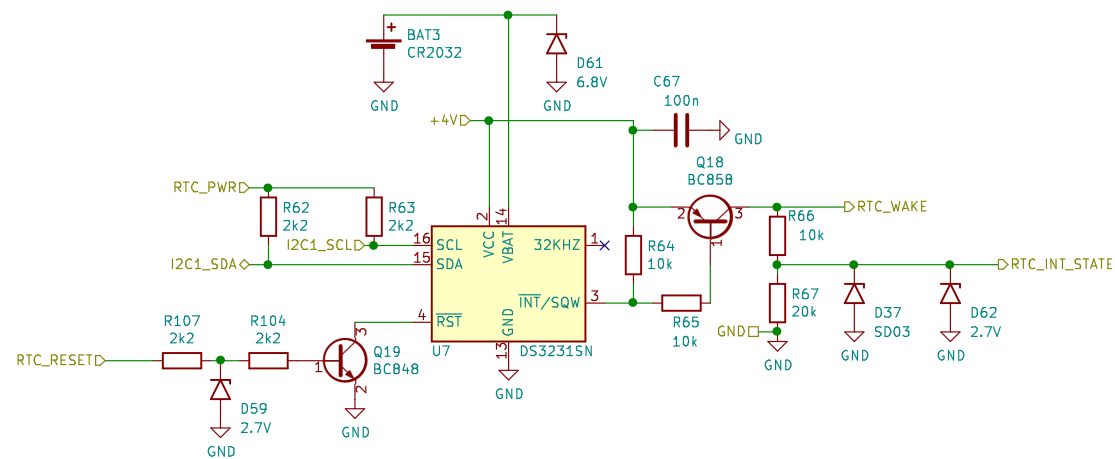 +
BAT3
CR2032
GND
D61
6.8V
GND
C67
100n
GND
+4V
Q18
BC858
2
3
1
RTC_WAKE
RTC_PWR
R62
2k2
R63
2k2
I2C1_SCL
I2C1_SDA
2
14
VCC
VBAT
16
SCL
15
SDA
32KHZ
1
INT/SQW
3
4
RST
GND
13
U7
DS3231SN
GND
R64
10k
R65
10k
R66
10k
RTC_INT_STATE
R67
20k
GND
GND
D37
SD03
GND
D62
2.7V
GND
RTC_RESET
R107
2k2
R104
2k2
1
3
2
Q19
BC848
GND
D59
2.7V
GND